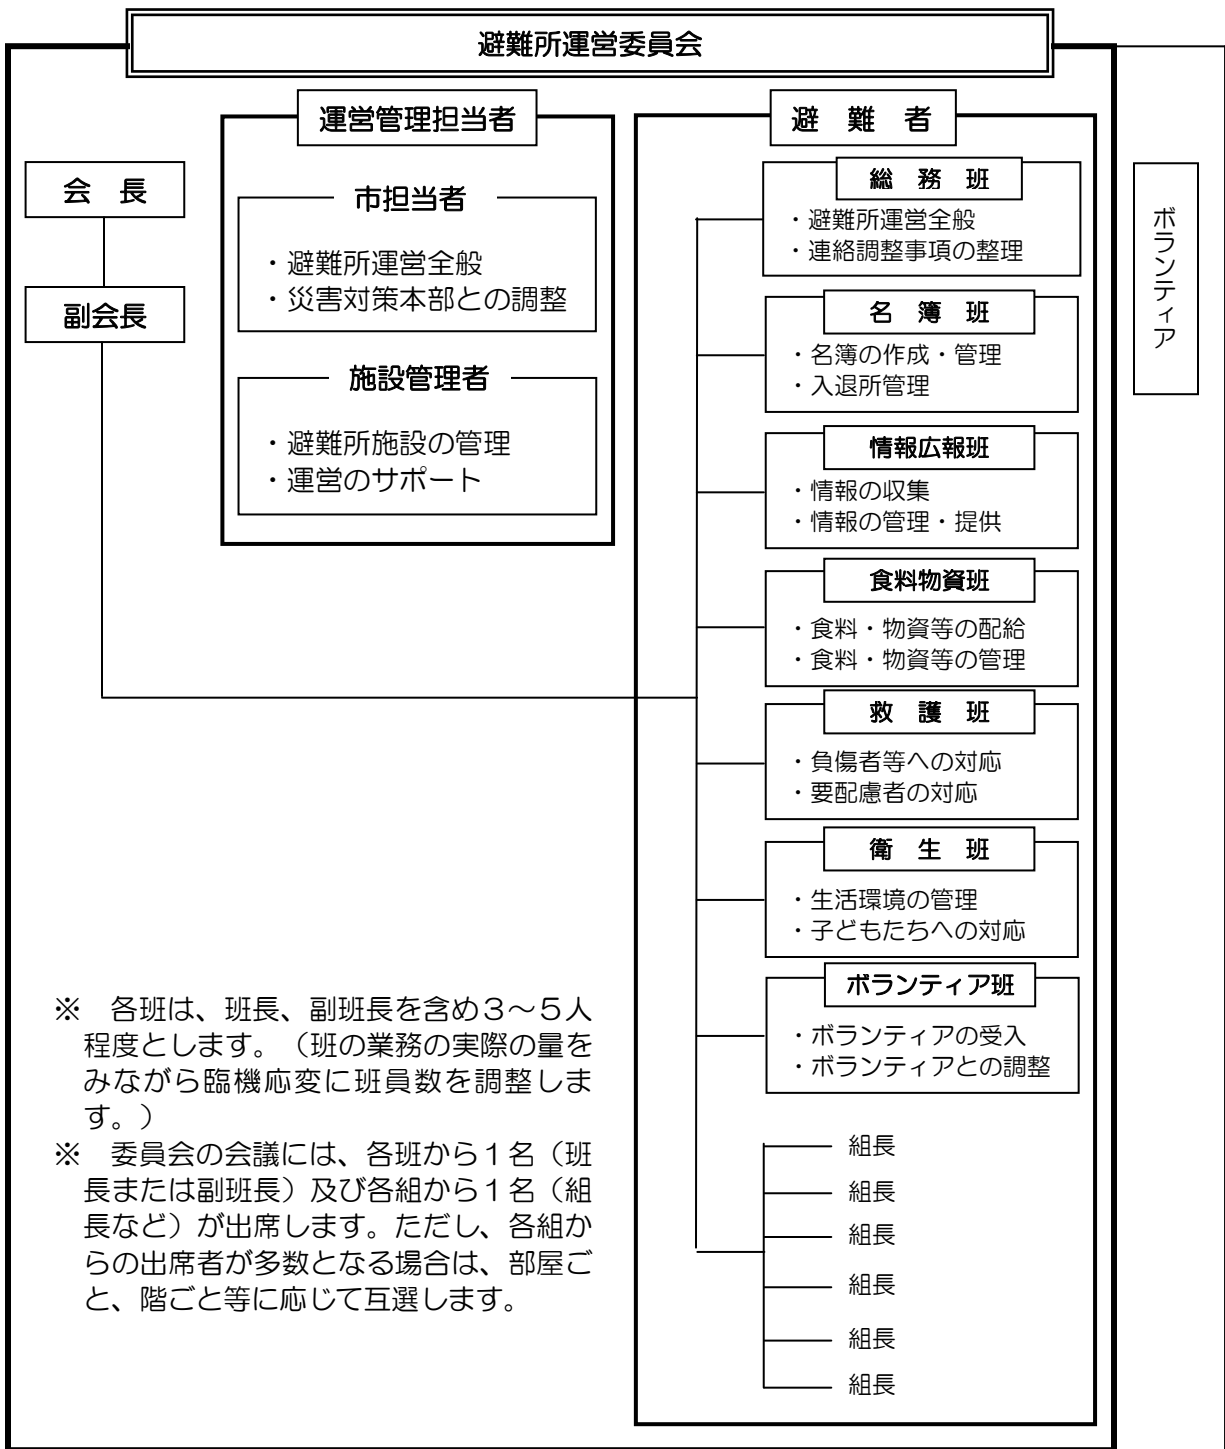 避難所運営委員会
会　長
副会長
運営管理担当者
市担当者
・避難所運営全般
・災害対策本部との調整
施設管理者
・避難所施設の管理
・運営のサポート
避　難　者
総　務　班
・避難所運営全般
・連絡調整事項の整理
名　簿　班
・名簿の作成・管理
・入退所管理
情報広報班
・情報の収集
・情報の管理・提供
食料物資班
・食料・物資等の配給
・食料・物資等の管理
救　護　班
・負傷者等への対応
・要配慮者の対応
衛　生　班
・生活環境の管理
・子どもたちへの対応
ボランティア班
・ボランティアの受入
・ボランティアとの調整
組長
組長
組長
組長
組長
組長
ボランティア
※　各班は、班長、副班長を含め３～５人
程度とします。（班の業務の実際の量を
みながら臨機応変に班員数を調整しま
す。）
※　委員会の会議には、各班から１名（班
長または副班長）及び各組から１名（組
長など）が出席します。ただし、各組か
らの出席者が多数となる場合は、部屋ご
と、階ごと等に応じて互選します。